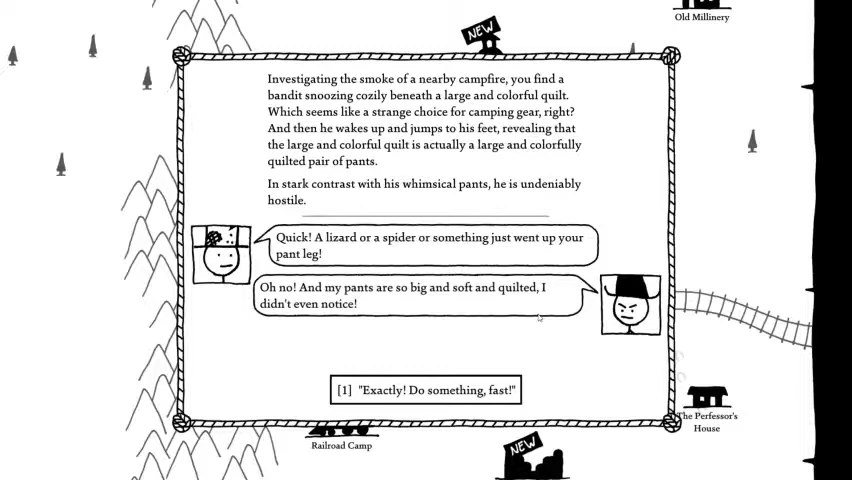 Old Millinery
NEW
Investigating the smoke of a nearby campfire, you find a
bandit snoozing cozily beneath a large and colorful quilt.
Which seems like a strange choice for camping gear, right?
And then he wakes up and jumps to his feet, revealing that
the large and colorful quilt is actually a large and colorfully
quilted pair of pants.
In stark contrast with his whimsical pants, he is undeniably
hostile.
Quick! A lizard or a spider or something just went up your
pant leg!
Oh no! And my pants are so big and soft and quilted, I
didn't even notice!
[1] "Exactly! Do something, fast!"
The Perfessor's
House
Railroad Camp
NEW